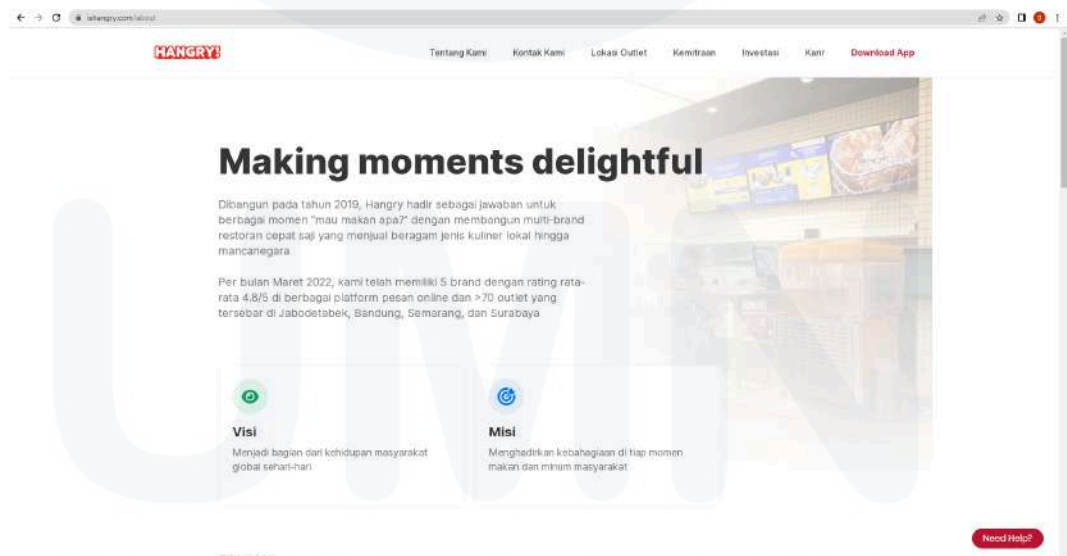 ishangry.com/about
HANGRY!
Tentang Kami Kontak Kami Lokasi Outlet Kemitraan Investasi Karir Download App
Making moments delightful
Dibangun pada tahun 2019, Hangry hadir sebagai jawaban untuk
berbagai momen "mau makan apa?" dengan membangun multi-brand
restoran cepat saji yang menjual beragam jenis kuliner lokal hingga
mancanegara.
Per bulan Maret 2022, kami telah memiliki 5 brand dengan rating rata-
rata 4.8/5 di berbagai platform pesan online dan >70 outlet yang
tersebar di Jabodetabek, Bandung, Semarang, dan Surabaya
Visi
Menjadi bagian dari kehidupan masyarakat
global sehari-hari
Misi
Menghadirkan kebahagiaan di tiap momen
makan dan minum masyarakat
Need Help?
UMN